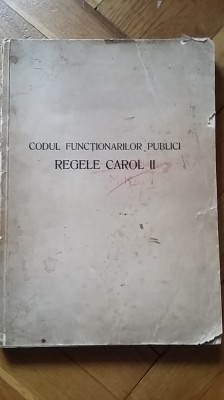 CODUL FUNCȚIONARILOR PUBLICI
REGELE CAROL II